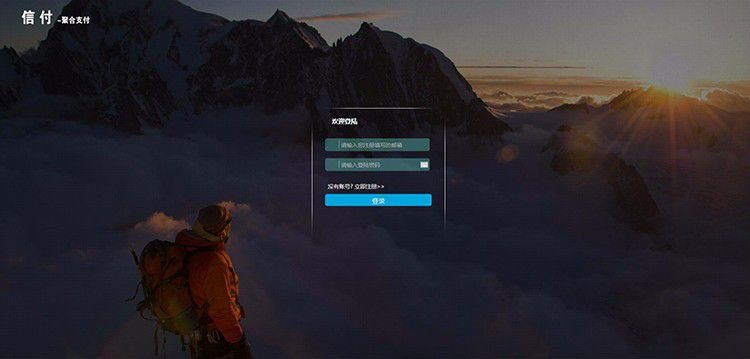 信付-聚合支付
欢迎登陆
请输入您注册填写的邮箱
请输入登陆密码
没有账号?立即注册>>
登录